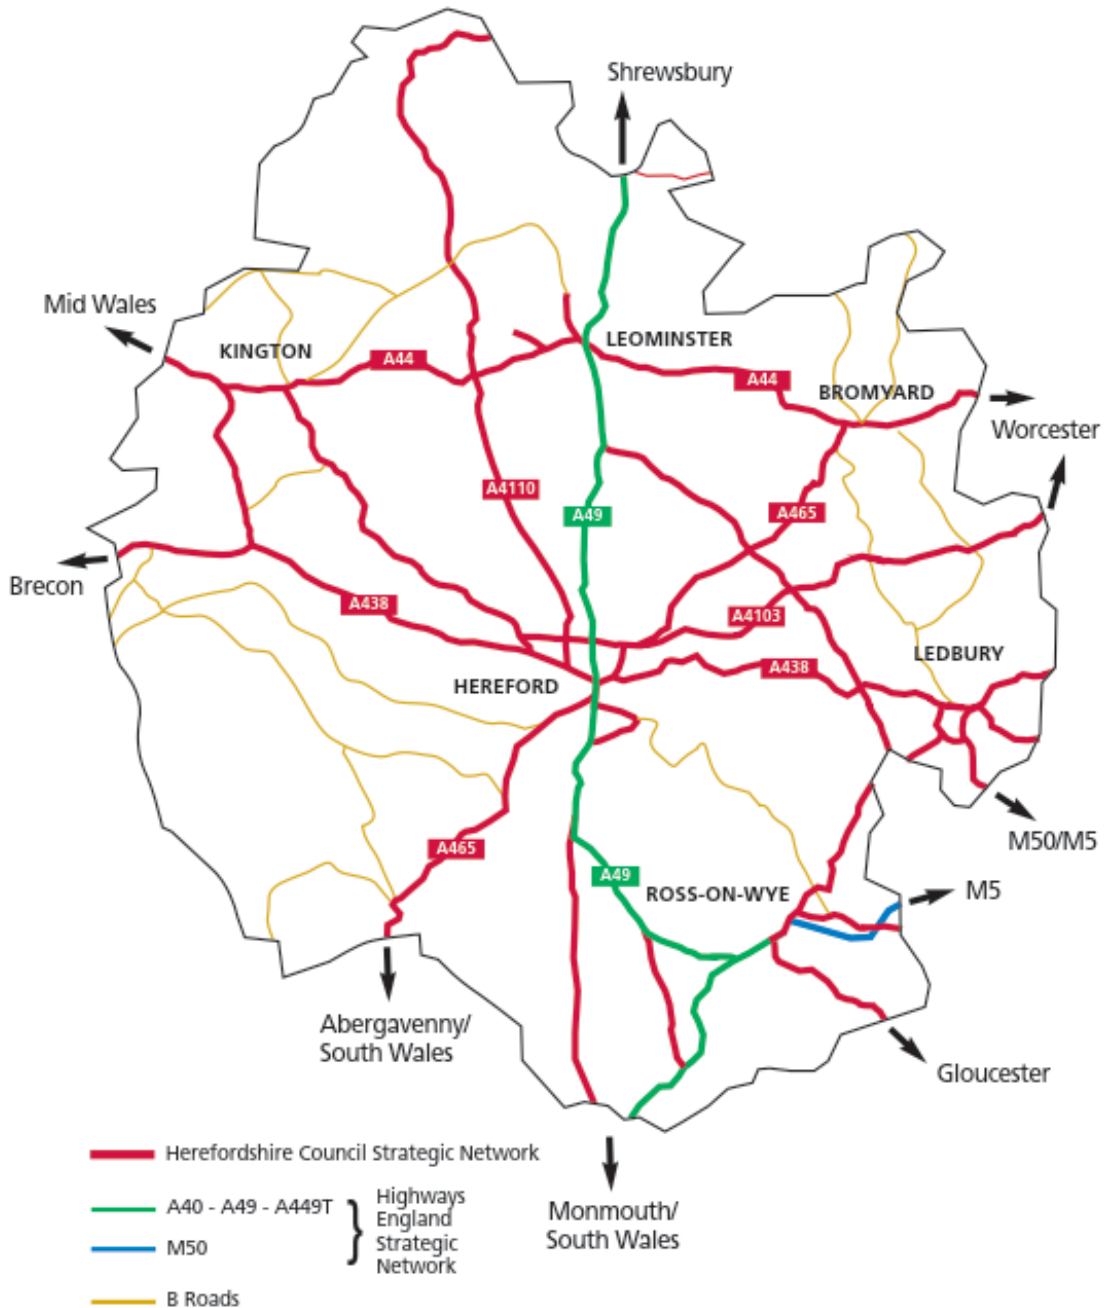 Shrewsbury
Mid Wales
KINGTON
A44
LEOMINSTER
A44
BROMYARD
Worcester
A4110
A49
A465
Brecon
A438
A4103
LEDBURY
A438
HEREFORD
A465
M50/M5
A49
ROSS-ON-WYE
M5
Abergavenny/
South Wales
Gloucester
Monmouth/
South Wales
Herefordshire Council Strategic Network
A40 - A49 - A449T
M50
Highways
England
Strategic
Network
B Roads